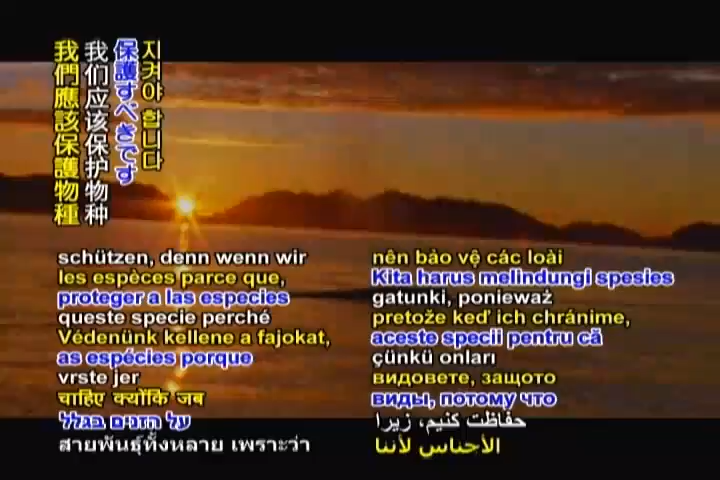 我們應該保護物種
我们应该保护物种
保護すべきです
지켜야 합니다
schützen, denn wenn wir
les espèces parce que,
proteger a las especies
queste specie perché
Védenünk kellene a fajokat,
as espécies porque
vrste jer
चाहिए क्योंकि जब
על הזנים בגלל
สายพันธุ์ทั้งหลาย เพราะว่า
nên bảo vệ các loài
Kita harus melindungi spesies
gatunki, ponieważ
pretože keď ich chránime,
aceste specii pentru că
çünkü onları
видовете, защото
виды, потому что
حفاظت کنیم، زیرا
الأجناس لأننا